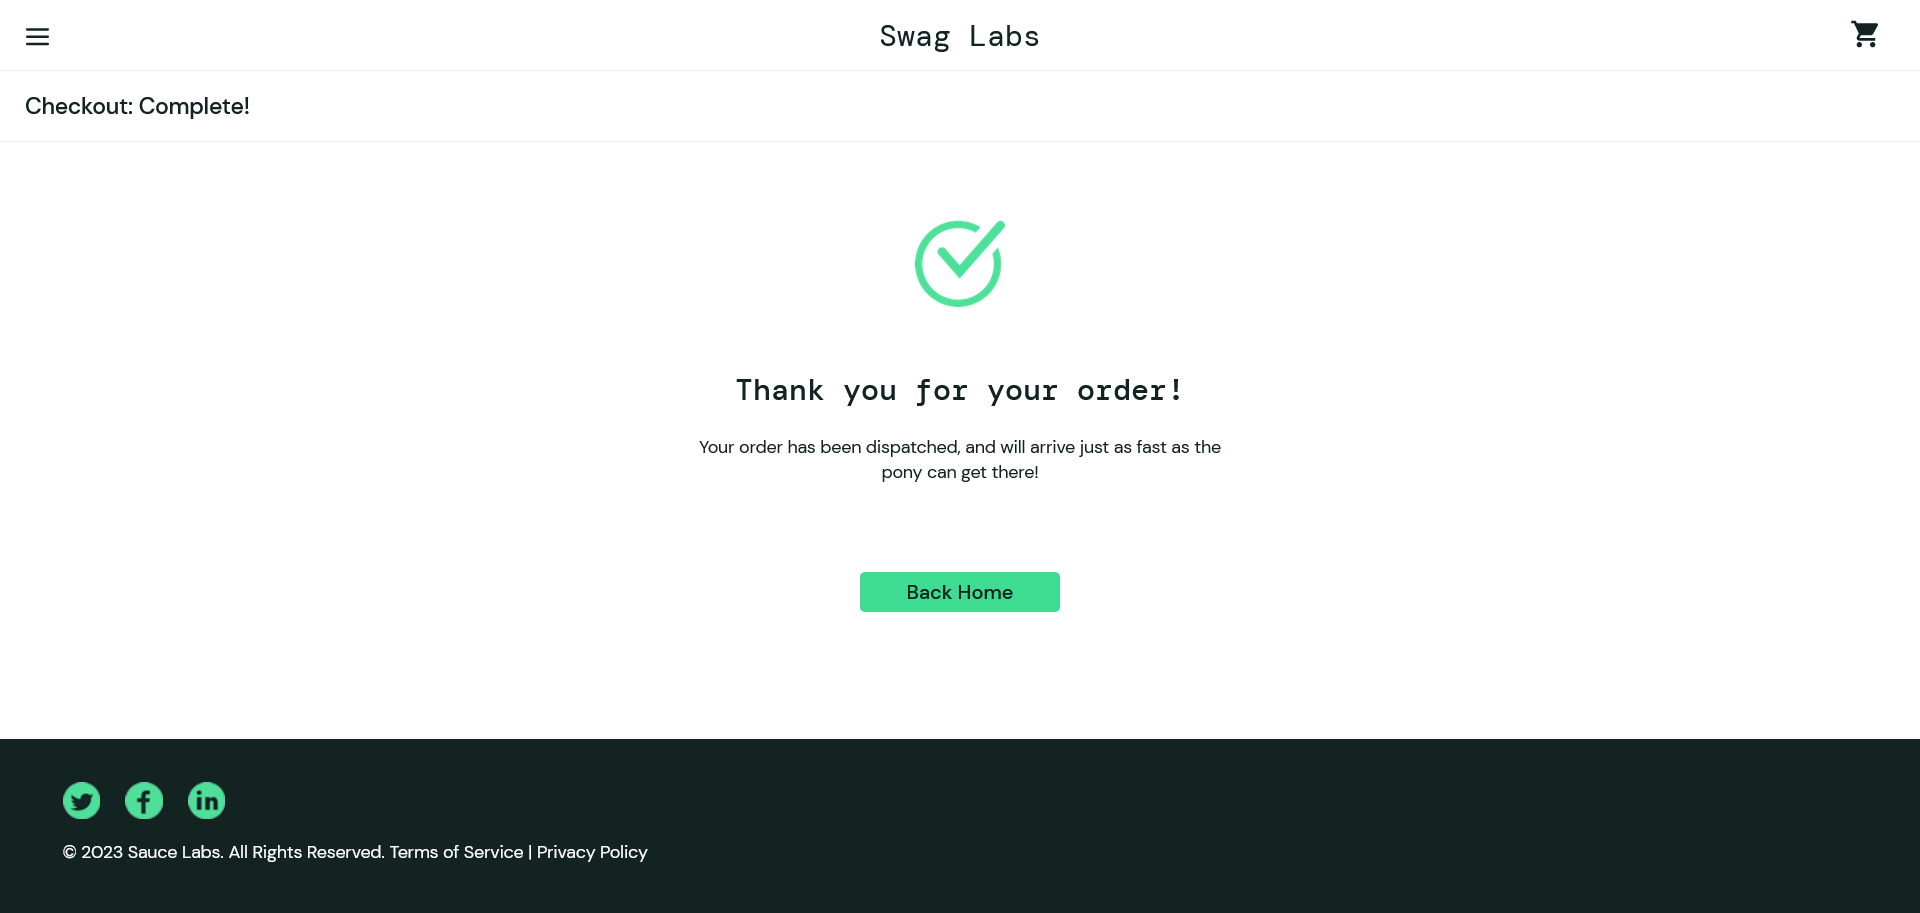 Swag Labs
Checkout: Complete!
Thank you for your order!
Your order has been dispatched, and will arrive just as fast as the
pony can get there!
Back Home
© 2023 Sauce Labs. All Rights Reserved. Terms of Service | Privacy Policy